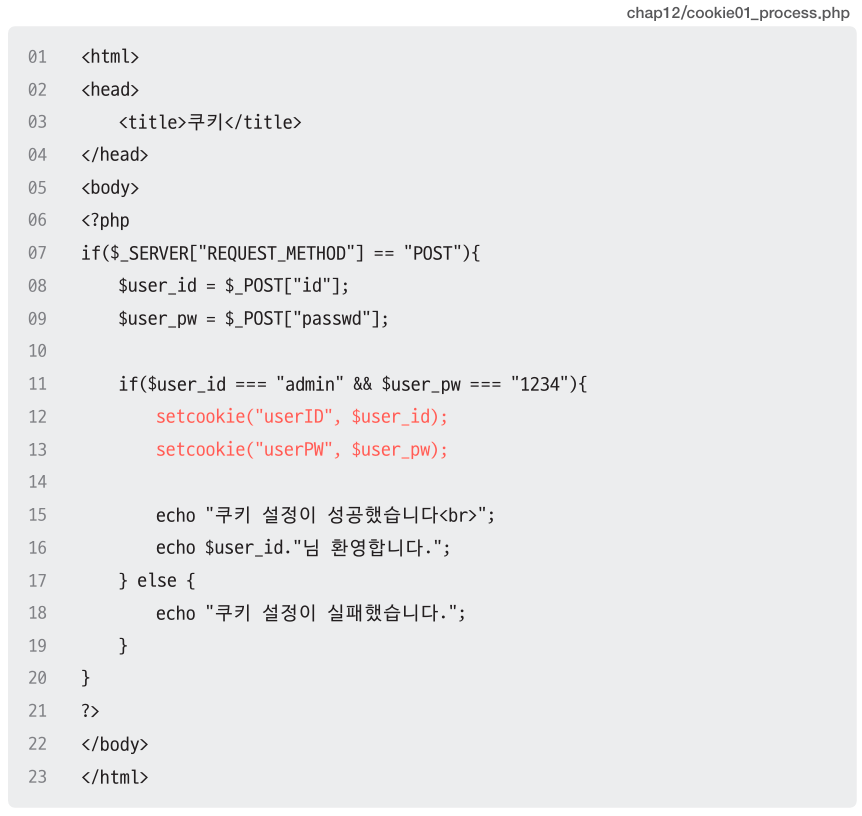 chap12/cookie01_process.php
01 <html>
02 <head>
03     <title>쿠키</title>
04 </head>
05 <body>
06 <?php
07 if($_SERVER["REQUEST_METHOD"] == "POST"){
08     $user_id = $_POST["id"];
09     $user_pw = $_POST["passwd"];
10
11     if($user_id === "admin" && $user_pw === "1234"){
12         setcookie("userID", $user_id);
13         setcookie("userPW", $user_pw);
14
15         echo "쿠키 설정이 성공했습니다<br>";
16         echo $user_id."님 환영합니다.";
17     } else {
18         echo "쿠키 설정이 실패했습니다.";
19     }
20 }
21 ?>
22 </body>
23 </html>